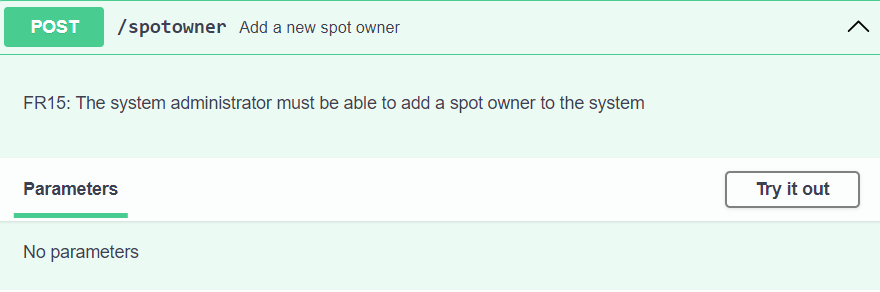 POST /spotowner Add a new spot owner
FR15: The system administrator must be able to add a spot owner to the system
Parameters Try it out
No parameters